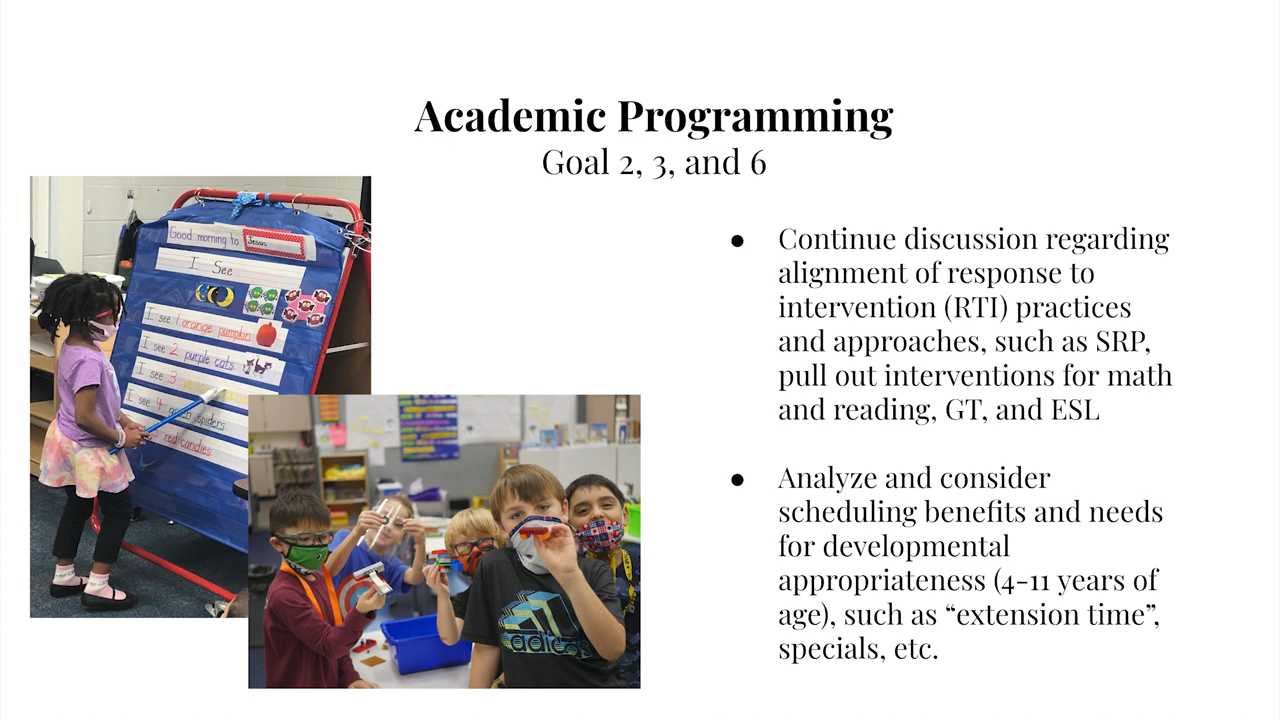 Academic Programming
Goal 2, 3, and 6
Good morning to Jesus
I See
I see 1 orange pumpkin
I see 2 purple cats.
I see 3
I see 4 green spiders.
red candies.
adidas
● Continue discussion regarding
alignment of response to
intervention (RTI) practices
and approaches, such as SRP,
pull out interventions for math
and reading, GT, and ESL
● Analyze and consider
scheduling benefits and needs
for developmental
appropriateness (4-11 years of
age), such as “extension time”,
specials, etc.